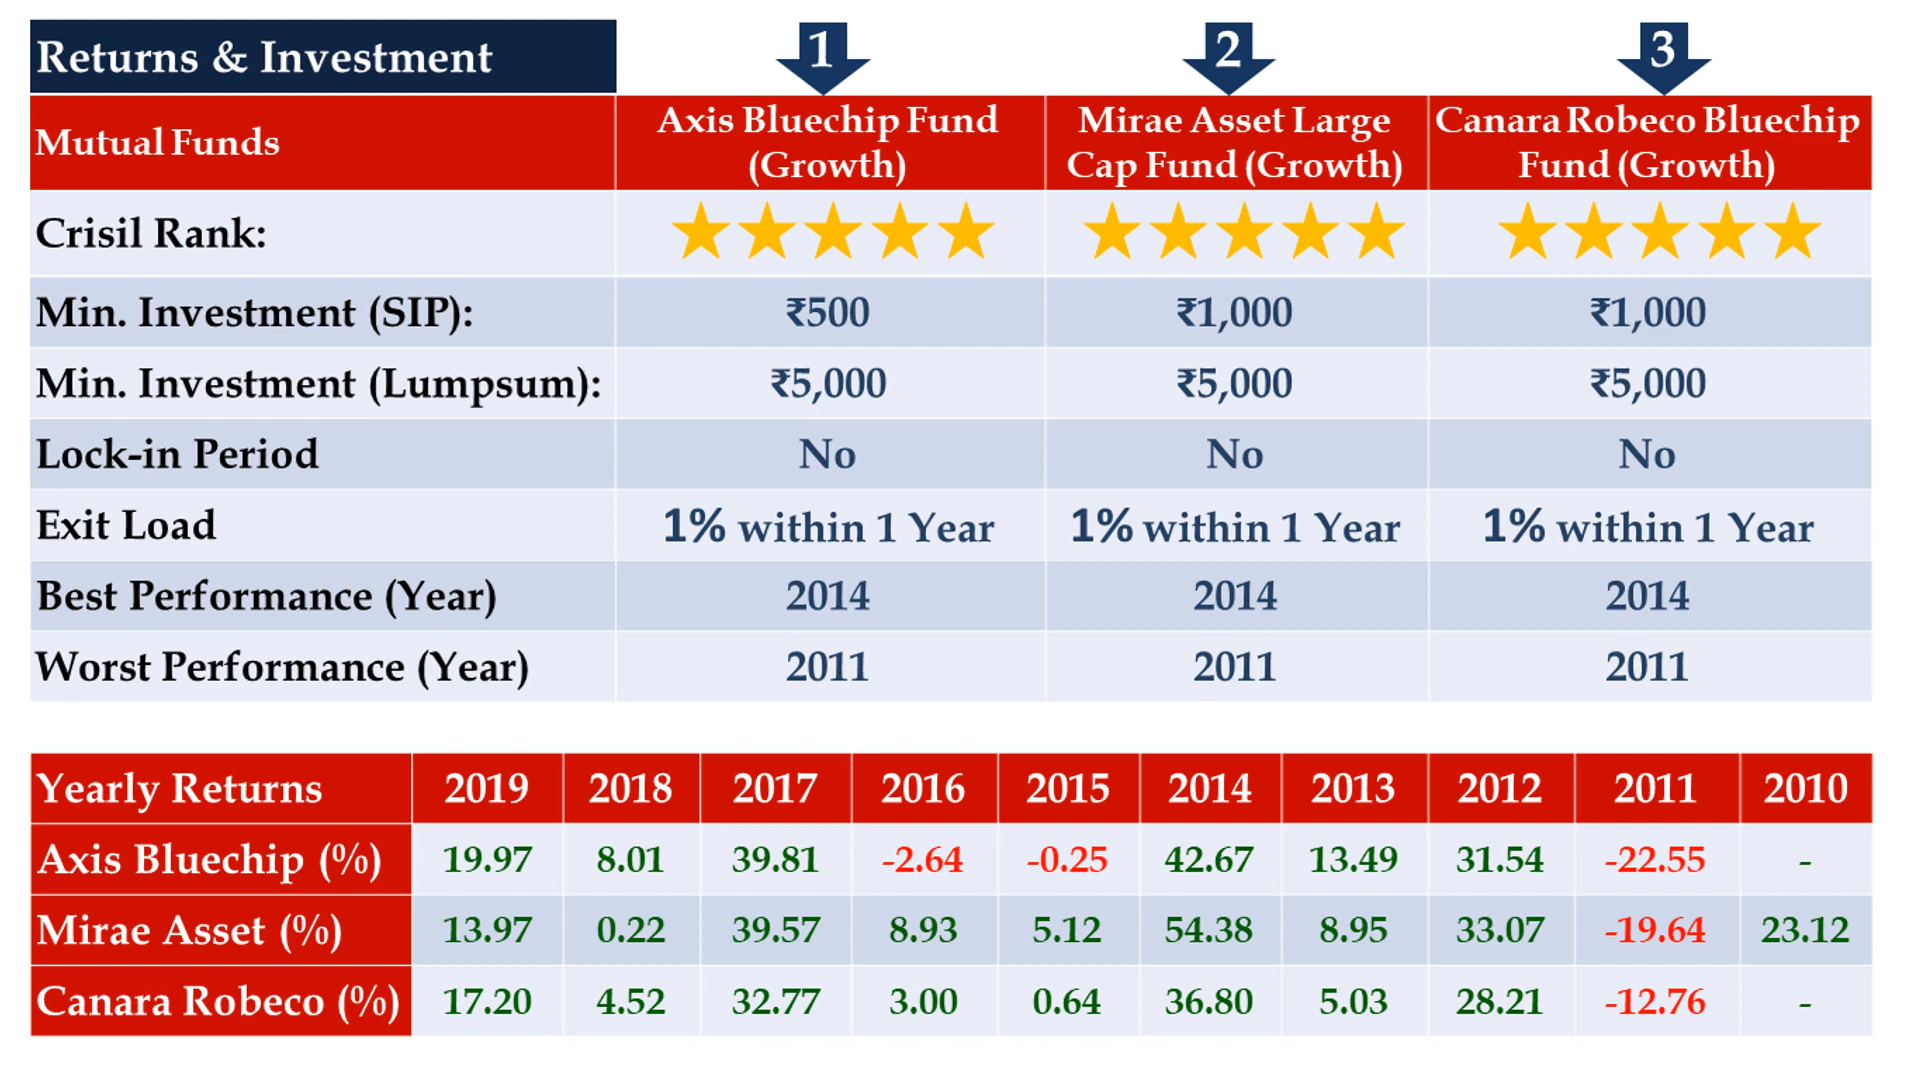 Returns & Investment 1 2 3
Mutual Funds Axis Bluechip Fund (Growth) Mirae Asset Large Cap Fund (Growth) Canara Robeco Bluechip Fund (Growth)
Crisil Rank:
Min. Investment (SIP): ₹500 ₹1,000 ₹1,000
Min. Investment (Lumpsum): ₹5,000 ₹5,000 ₹5,000
Lock-in Period No No No
Exit Load 1% within 1 Year 1% within 1 Year 1% within 1 Year
Best Performance (Year) 2014 2014 2014
Worst Performance (Year) 2011 2011 2011
Yearly Returns 2019 2018 2017 2016 2015 2014 2013 2012 2011 2010
Axis Bluechip (%) 19.97 8.01 39.81 -2.64 -0.25 42.67 13.49 31.54 -22.55 -
Mirae Asset (%) 13.97 0.22 39.57 8.93 5.12 54.38 8.95 33.07 -19.64 23.12
Canara Robeco (%) 17.20 4.52 32.77 3.00 0.64 36.80 5.03 28.21 -12.76 -